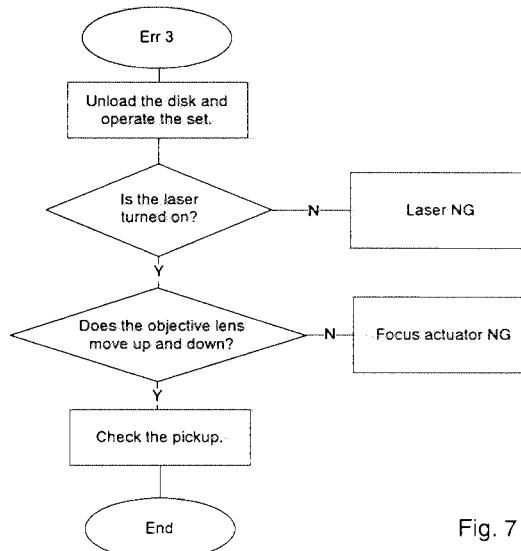 Err 3
Unload the disk and
operate the set.
Is the laser
turned on?
N
Laser NG
Y
Does the objective lens
move up and down?
N
Focus actuator NG
Y
Check the pickup.
End
Fig. 7